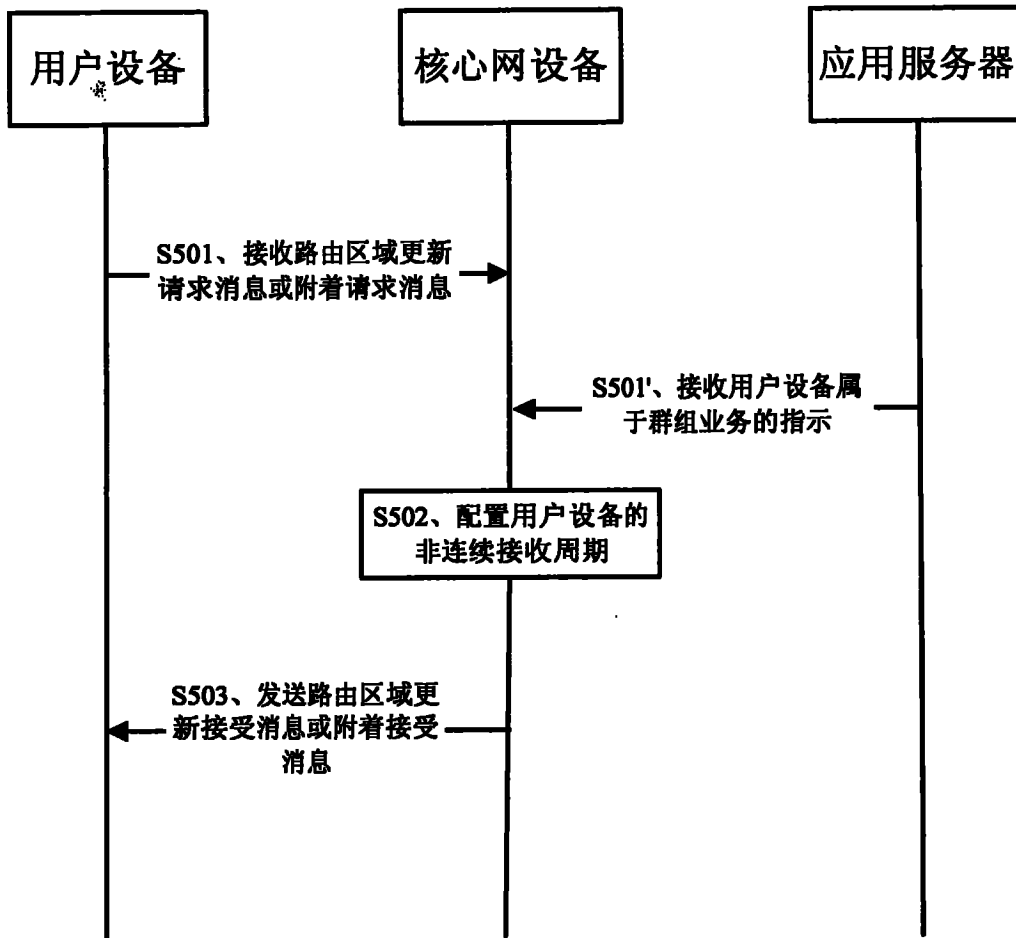 用户设备
核心网设备
应用服务器
S501、接收路由区域更新
请求消息或附着请求消息
S501'、接收用户设备属
于群组业务的指示
S502、配置用户设备的
非连续接收周期
S503、发送路由区域更
新接受消息或附着接受
消息